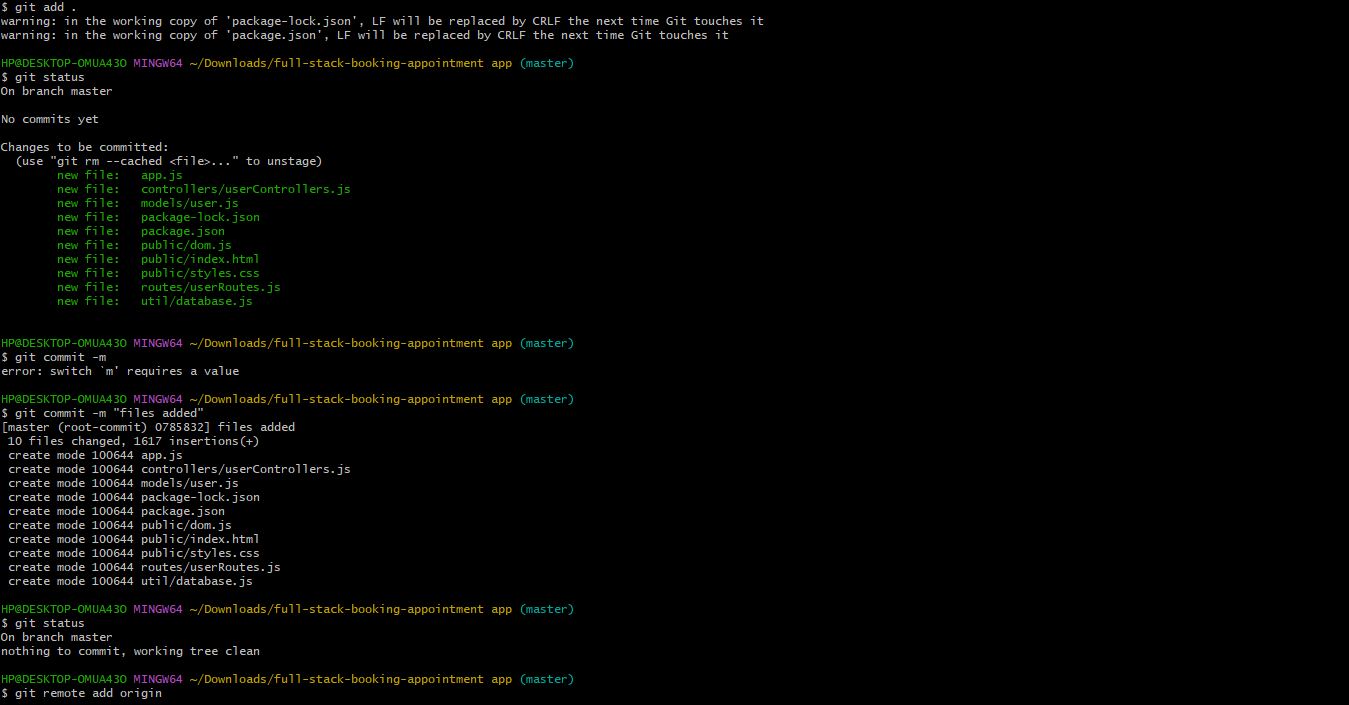 $ git add .
warning: in the working copy of 'package-lock.json', LF will be replaced by CRLF the next time Git touches it
warning: in the working copy of 'package.json', LF will be replaced by CRLF the next time Git touches it
HP@DESKTOP-OMUA43O MINGW64 ~/Downloads/full-stack-booking-appointment app (master)
$ git status
On branch master
No commits yet
Changes to be committed:
  (use "git rm --cached <file>..." to unstage)
        new file:   app.js
        new file:   controllers/userControllers.js
        new file:   models/user.js
        new file:   package-lock.json
        new file:   package.json
        new file:   public/dom.js
        new file:   public/index.html
        new file:   public/styles.css
        new file:   routes/userRoutes.js
        new file:   util/database.js
HP@DESKTOP-OMUA43O MINGW64 ~/Downloads/full-stack-booking-appointment app (master)
$ git commit -m
error: switch `m' requires a value
HP@DESKTOP-OMUA43O MINGW64 ~/Downloads/full-stack-booking-appointment app (master)
$ git commit -m "files added"
[master (root-commit) 0785832] files added
 10 files changed, 1617 insertions(+)
 create mode 100644 app.js
 create mode 100644 controllers/userControllers.js
 create mode 100644 models/user.js
 create mode 100644 package-lock.json
 create mode 100644 package.json
 create mode 100644 public/dom.js
 create mode 100644 public/index.html
 create mode 100644 public/styles.css
 create mode 100644 routes/userRoutes.js
 create mode 100644 util/database.js
HP@DESKTOP-OMUA43O MINGW64 ~/Downloads/full-stack-booking-appointment app (master)
$ git status
On branch master
nothing to commit, working tree clean
HP@DESKTOP-OMUA43O MINGW64 ~/Downloads/full-stack-booking-appointment app (master)
$ git remote add origin